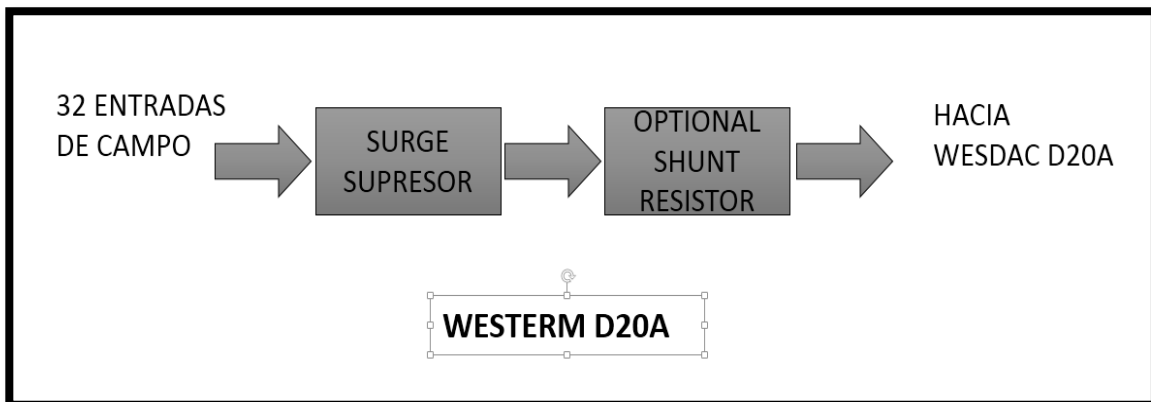 32 ENTRADAS
DE CAMPO
SURGE
SUPRESOR
OPTIONAL
SHUNT
RESISTOR
HACIA
WESDAC D20A
WESTERM D20A